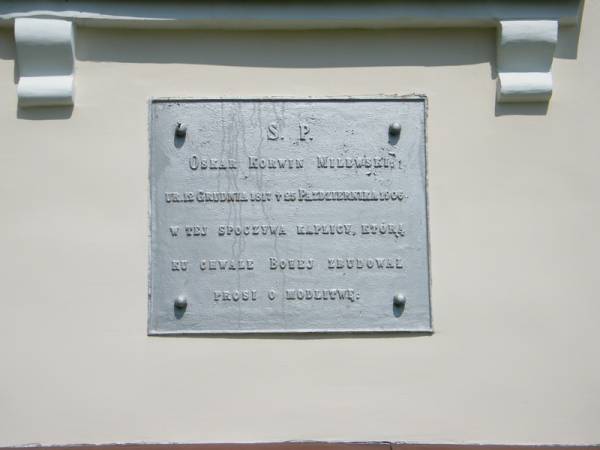 S. P.
OSKAR KORWIN MILEWSKI:
UR. 12 GRUDNIA 1817 † 25 PAŹDZIERNIKA 1906
W TEJ SPOCZYWA KAPLICY, KTÓRĄ
KU CHWALE BOŻEJ ZBUDOWAŁ
PROSI O MODLITWĘ: